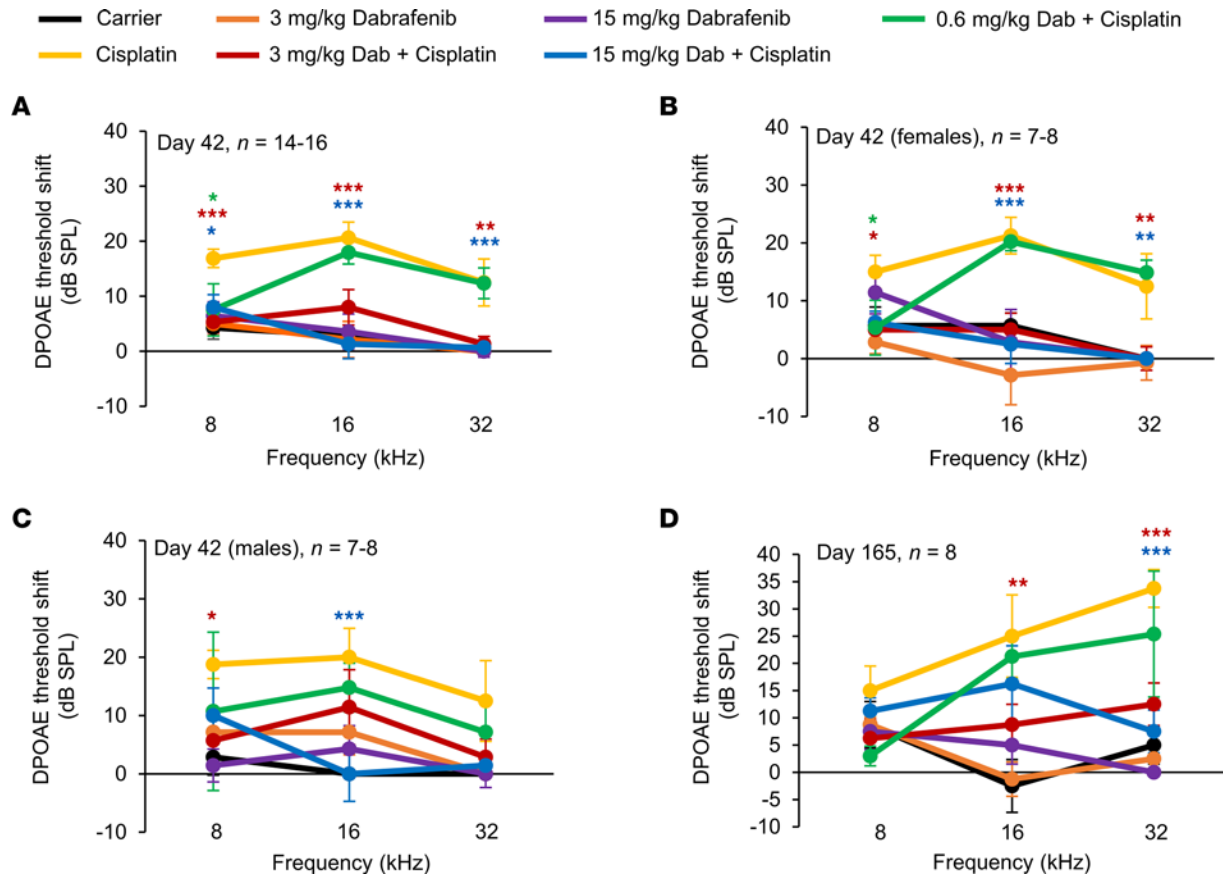 Carrier 3 mg/kg Dabrafenib 15 mg/kg Dabrafenib 0.6 mg/kg Dab + Cisplatin
Cisplatin 3 mg/kg Dab + Cisplatin 15 mg/kg Dab + Cisplatin
A
Day 42, n = 14-16
DPOAE threshold shift
(dB SPL)
40
30
20
10
0
-10
*
***
*
***
***
**
***
8 16 32
Frequency (kHz)
B
Day 42 (females), n = 7-8
DPOAE threshold shift
(dB SPL)
40
30
20
10
0
-10
*
*
***
***
**
**
8 16 32
Frequency (kHz)
C
Day 42 (males), n = 7-8
DPOAE threshold shift
(dB SPL)
40
30
20
10
0
-10
*
***
8 16 32
Frequency (kHz)
D
Day 165, n = 8
DPOAE threshold shift
(dB SPL)
40
35
30
25
20
15
10
5
0
-5
-10
**
***
***
8 16 32
Frequency (kHz)